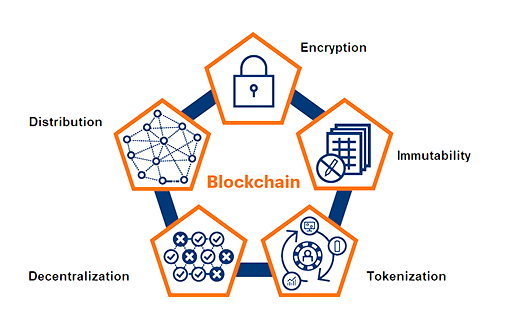 Encryption
Distribution
Immutability
Blockchain
Decentralization
Tokenization